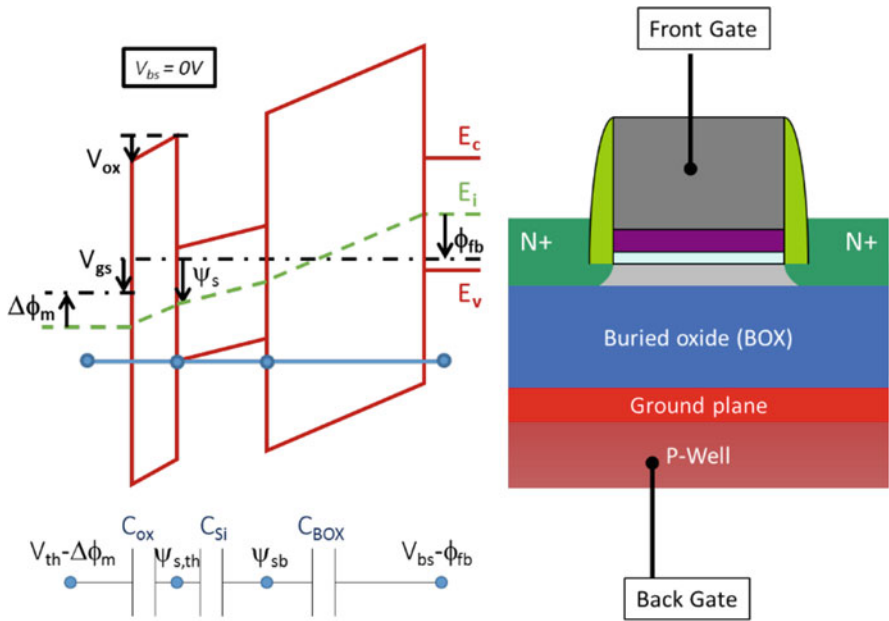 V_bs = 0V
V_ox
E_c
E_i
ϕ_fb
V_gs
Ψ_s
Δϕ_m
E_v
C_ox
C_Si
C_BOX
V_th-Δϕ_m
Ψ_s,th
Ψ_sb
V_bs-ϕ_fb
Front Gate
N+
N+
Buried oxide (BOX)
Ground plane
P-Well
Back Gate